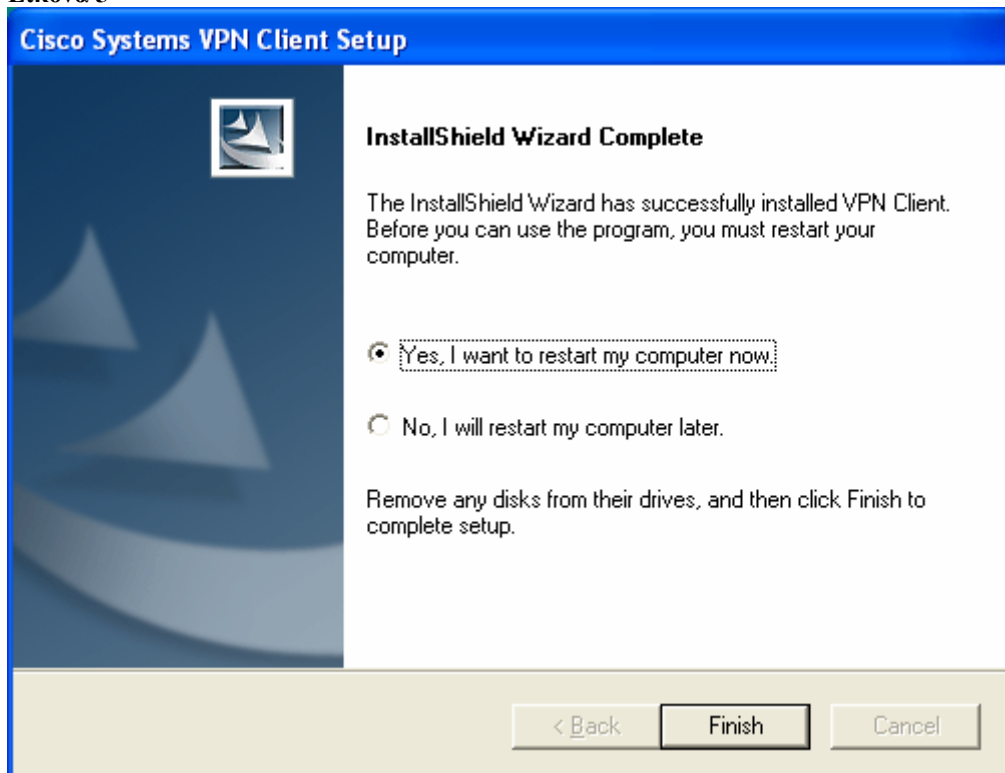 Cisco Systems VPN Client Setup
InstallShield Wizard Complete
The InstallShield Wizard has successfully installed VPN Client.
Before you can use the program, you must restart your
computer.
Yes, I want to restart my computer now.
No, I will restart my computer later.
Remove any disks from their drives, and then click Finish to
complete setup.
< Back
Finish
Cancel